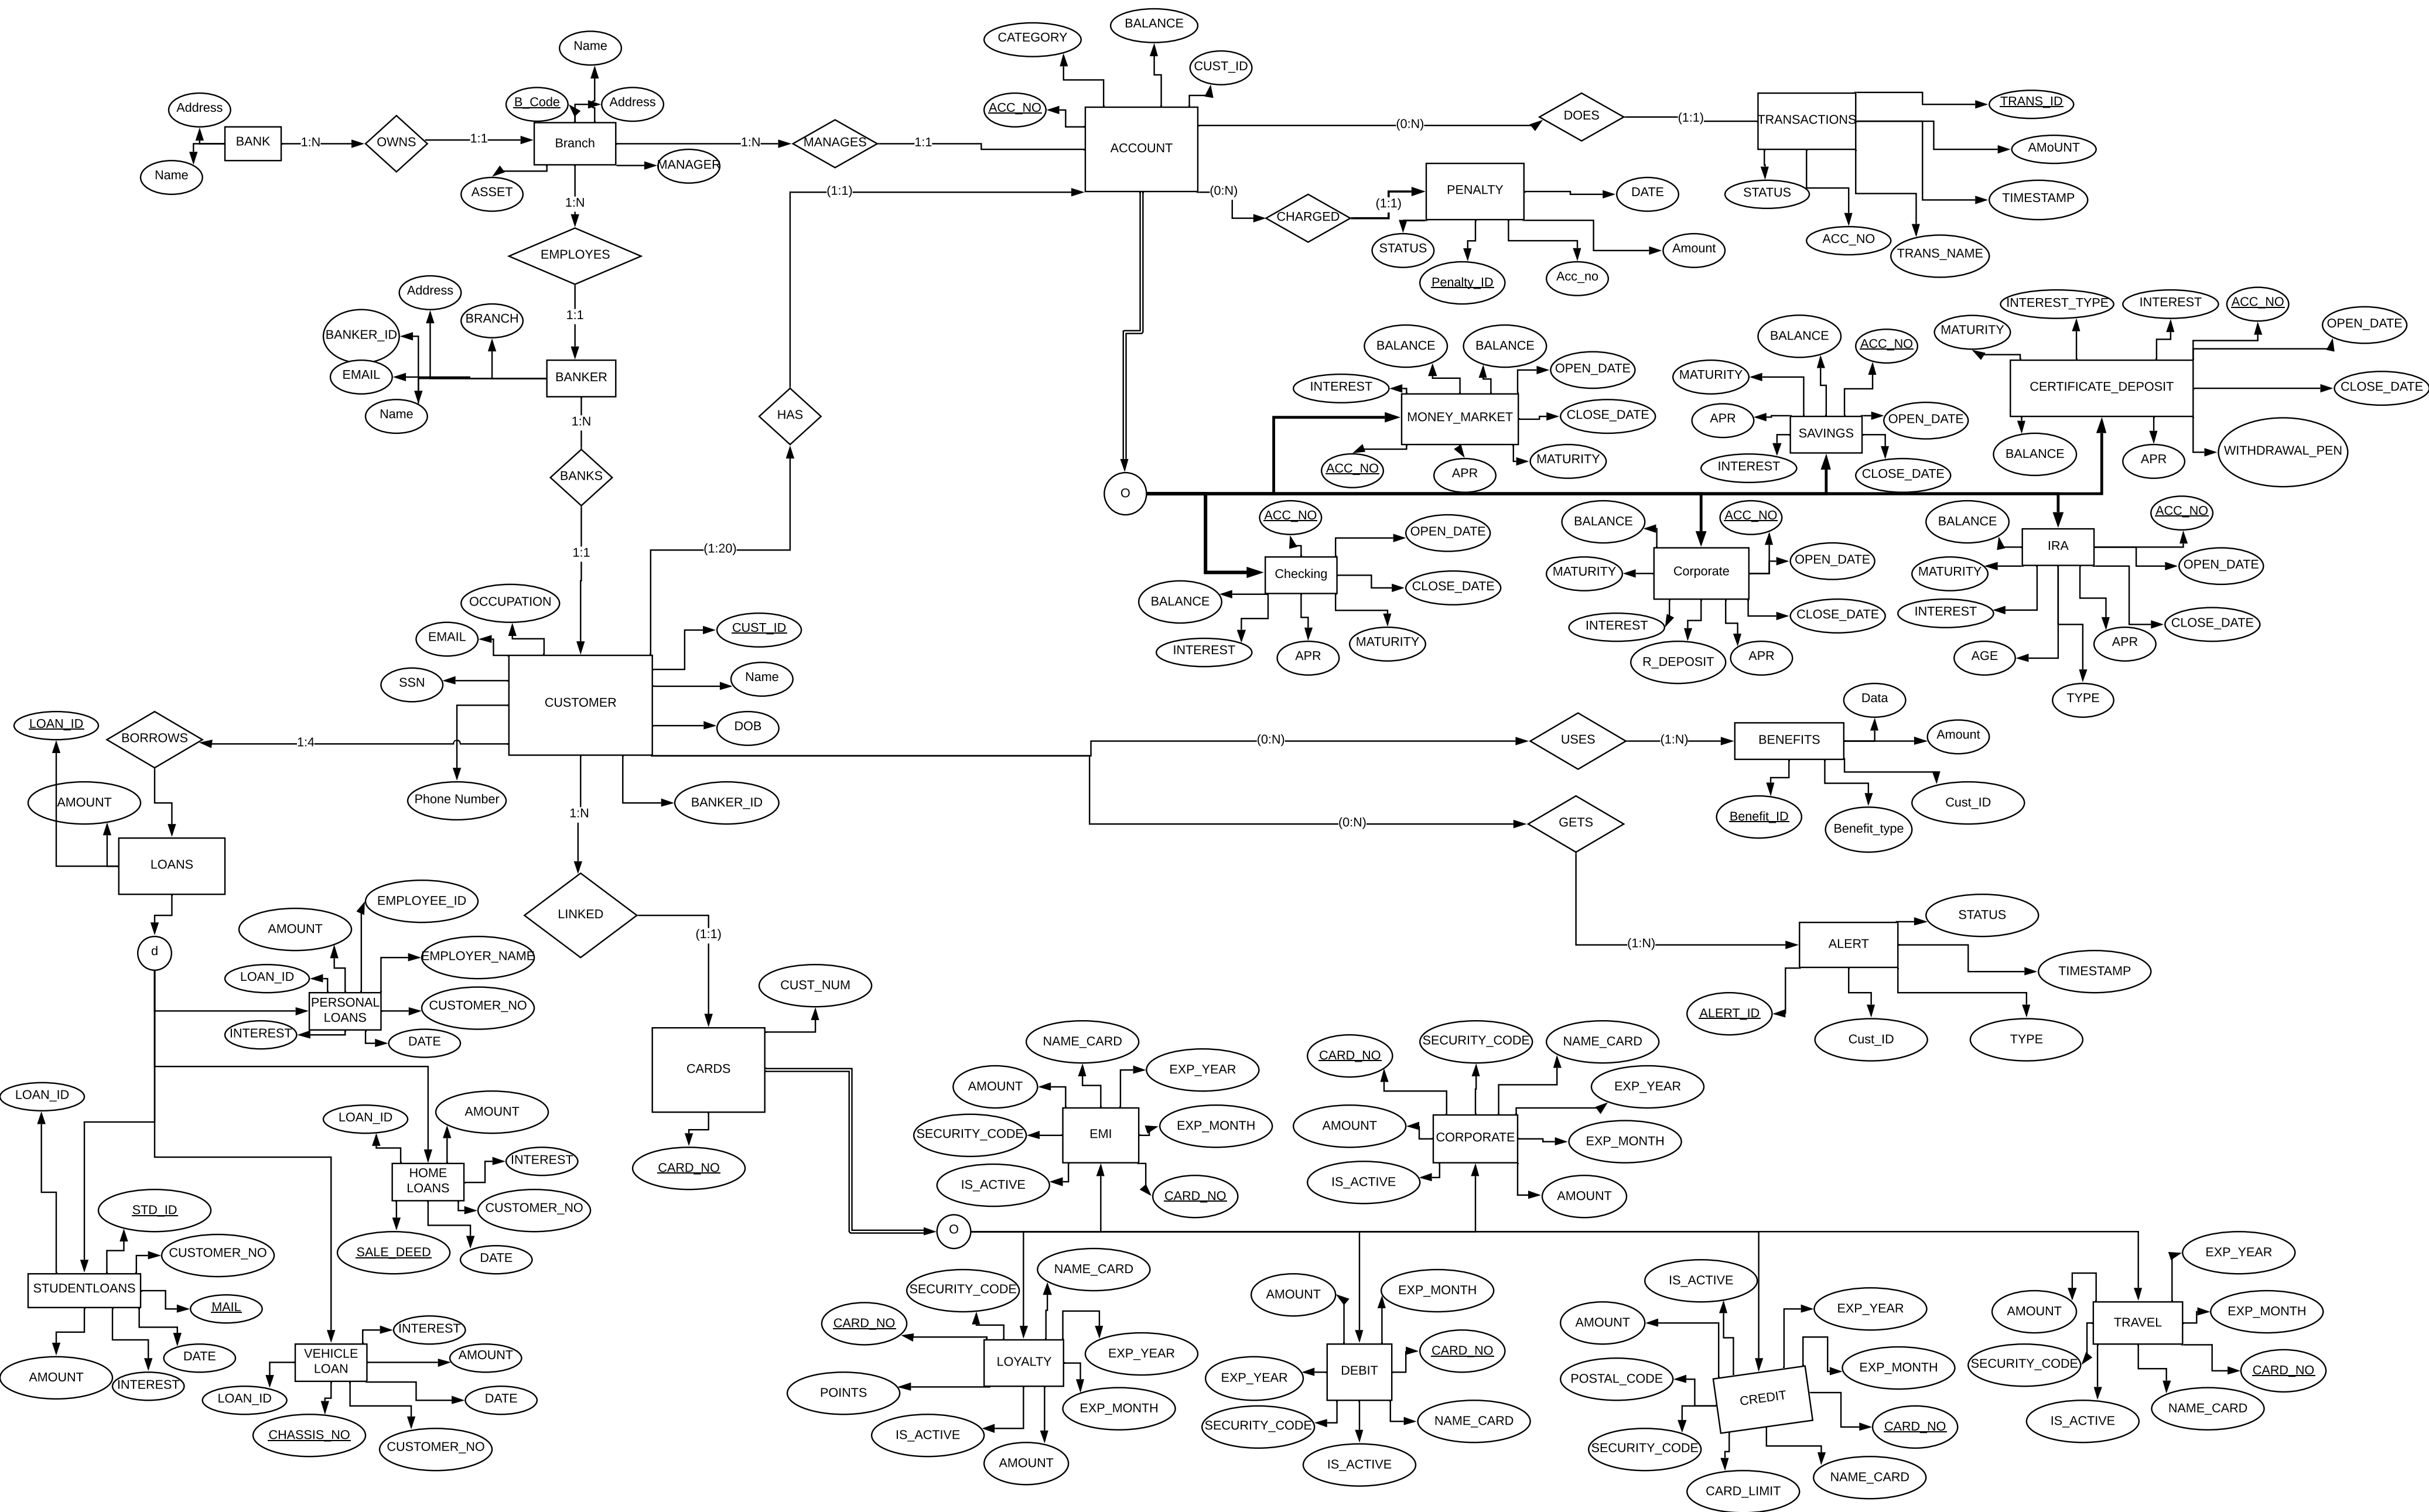 BALANCE
CATEGORY
Name
CUST_ID
Address
B_Code
Address
ACC_NO
TRANS_ID
BANK
1:N
OWNS
1:1
Branch
1:N
MANAGES
1:1
ACCOUNT
(0:N)
DOES
(1:1)
TRANSACTIONS
AMoUNT
Name
ASSET
MANAGER
1:N
(1:1)
(0:N)
CHARGED
(1:1)
PENALTY
DATE
STATUS
TIMESTAMP
STATUS
Penalty_ID
Acc_no
Amount
ACC_NO
TRANS_NAME
EMPLOYES
1:1
Address
BANKER_ID
BRANCH
EMAIL
BANKER
Name
1:N
BANKS
1:1
HAS
(1:20)
BALANCE
BALANCE
INTEREST
OPEN_DATE
MONEY_MARKET
CLOSE_DATE
ACC_NO
APR
MATURITY
BALANCE
ACC_NO
MATURITY
APR
OPEN_DATE
SAVINGS
INTEREST
CLOSE_DATE
INTEREST_TYPE
INTEREST
ACC_NO
MATURITY
OPEN_DATE
CERTIFICATE_DEPOSIT
CLOSE_DATE
BALANCE
APR
WITHDRAWAL_PEN
O
ACC_NO
OPEN_DATE
Checking
CLOSE_DATE
BALANCE
INTEREST
APR
MATURITY
BALANCE
ACC_NO
OPEN_DATE
MATURITY
Corporate
CLOSE_DATE
INTEREST
R_DEPOSIT
APR
BALANCE
ACC_NO
IRA
OPEN_DATE
MATURITY
INTEREST
CLOSE_DATE
AGE
APR
TYPE
OCCUPATION
EMAIL
CUST_ID
SSN
Name
CUSTOMER
DOB
Phone Number
BANKER_ID
LOAN_ID
BORROWS
1:4
AMOUNT
LOANS
1:N
(0:N)
USES
(1:N)
BENEFITS
Data
Amount
Benefit_ID
Benefit_type
Cust_ID
(0:N)
GETS
(1:N)
ALERT
STATUS
TIMESTAMP
ALERT_ID
Cust_ID
TYPE
LINKED
(1:1)
CUST_NUM
CARDS
CARD_NO
d
EMPLOYEE_ID
AMOUNT
EMPLOYER_NAME
LOAN_ID
PERSONAL
LOANS
CUSTOMER_NO
INTEREST
DATE
LOAN_ID
LOAN_ID
AMOUNT
INTEREST
HOME
LOANS
CUSTOMER_NO
SALE_DEED
DATE
STD_ID
CUSTOMER_NO
STUDENTLOANS
MAIL
DATE
AMOUNT
INTEREST
INTEREST
VEHICLE
LOAN
AMOUNT
LOAN_ID
DATE
CHASSIS_NO
CUSTOMER_NO
NAME_CARD
EXP_YEAR
AMOUNT
SECURITY_CODE
EMI
EXP_MONTH
IS_ACTIVE
CARD_NO
CARD_NO
SECURITY_CODE
NAME_CARD
EXP_YEAR
AMOUNT
CORPORATE
EXP_MONTH
IS_ACTIVE
AMOUNT
O
SECURITY_CODE
NAME_CARD
CARD_NO
EXP_YEAR
LOYALTY
POINTS
EXP_MONTH
IS_ACTIVE
AMOUNT
AMOUNT
EXP_MONTH
CARD_NO
EXP_YEAR
DEBIT
SECURITY_CODE
NAME_CARD
IS_ACTIVE
IS_ACTIVE
AMOUNT
EXP_YEAR
POSTAL_CODE
EXP_MONTH
CREDIT
CARD_NO
SECURITY_CODE
NAME_CARD
CARD_LIMIT
EXP_YEAR
AMOUNT
EXP_MONTH
TRAVEL
SECURITY_CODE
CARD_NO
NAME_CARD
IS_ACTIVE